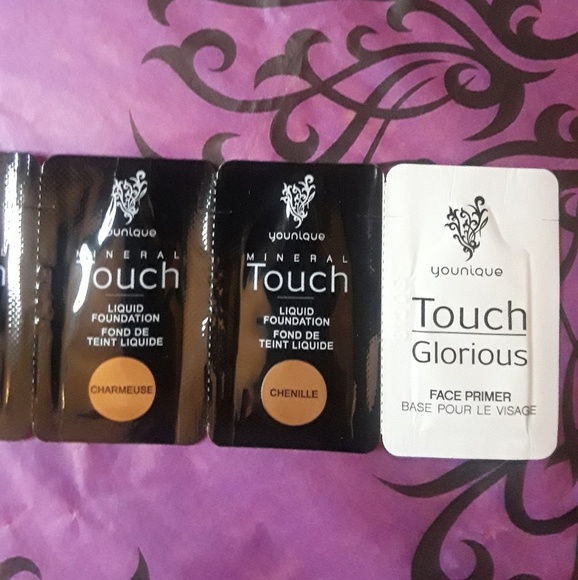 younique
MINERAL
Touch
LIQUID
FOUNDATION
FOND DE
TEINT LIQUIDE
CHARMEUSE
younique
MINERAL
Touch
LIQUID
FOUNDATION
FOND DE
TEINT LIQUIDE
CHENILLE
younique
Touch
Glorious
FACE PRIMER
BASE POUR LE VISAGE